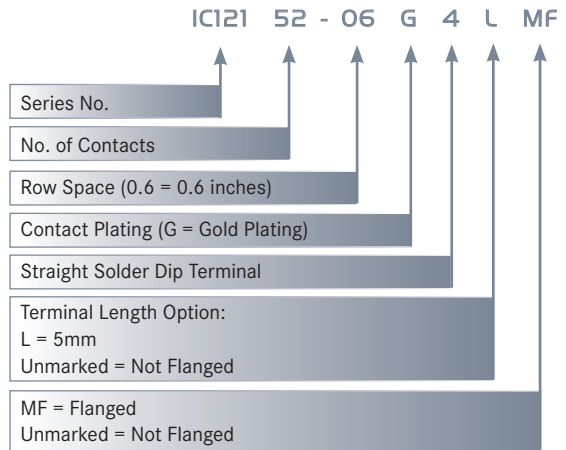 IC121 52 - 06 G 4 L MF
Series No.
No. of Contacts
Row Space (0.6 = 0.6 inches)
Contact Plating (G = Gold Plating)
Straight Solder Dip Terminal
Terminal Length Option:
L = 5mm
Unmarked = Not Flanged
MF = Flanged
Unmarked = Not Flanged